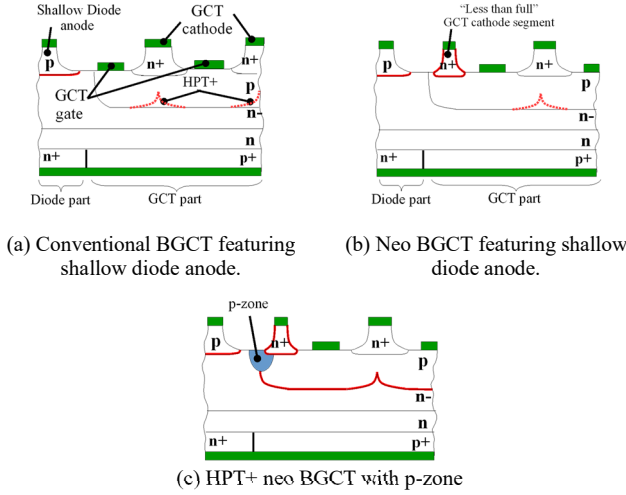 (a)
Shallow Diode
anode
GCT
cathode
p
n+
n+
p
HPT+
GCT
gate
n-
n
n+
p+
Diode part
GCT part
(a) Conventional BGCT featuring
shallow diode anode.
(b)
“Less than full”
GCT cathode segment
p
n+
n+
p
n-
n
n+
p+
Diode part
GCT part
(b) Neo BGCT featuring shallow
diode anode.
p-zone
p
n+
n+
p
n-
n
n+
p+
(c) HPT+ neo BGCT with p-zone